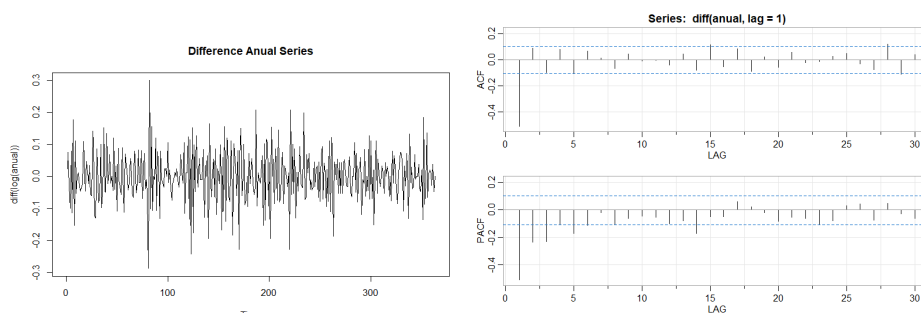 Difference Anual Series
diff(log(anual))
0.3
0.2
0.1
0.0
-0.1
-0.2
-0.3
0 100 200 300
Series: diff(anual, lag = 1)
ACF
0.2
0.0
-0.2
-0.4
0 5 10 15 20 25 30
LAG
PACF
0.2
0.0
-0.2
-0.4
0 5 10 15 20 25 30
LAG